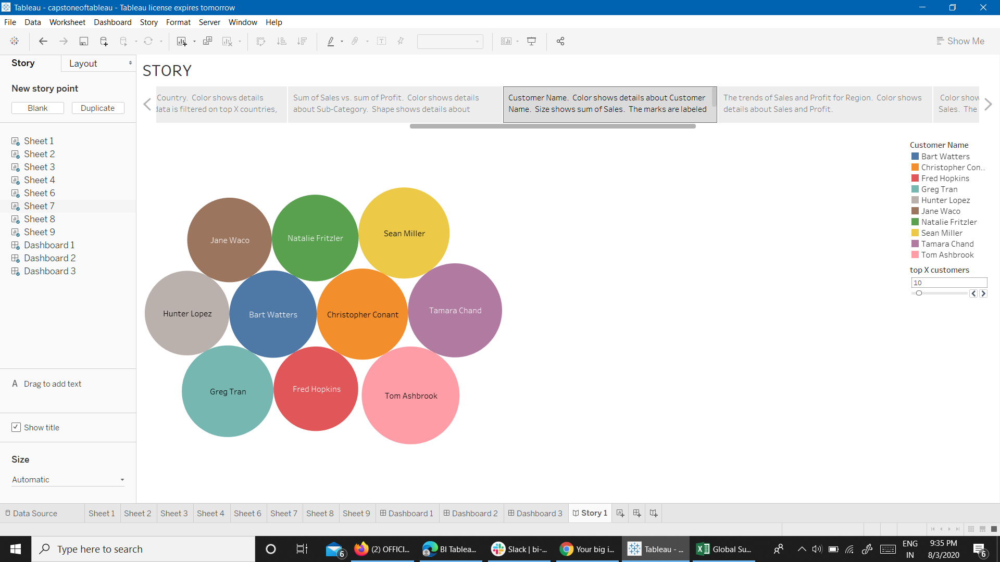 Tableau - capstoneoftableau - Tableau license expires tomorrow
File Data Worksheet Dashboard Story Format Server Window Help
Show Me
Story Layout
New story point
Blank Duplicate
Sheet 1
Sheet 2
Sheet 3
Sheet 4
Sheet 6
Sheet 7
Sheet 8
Sheet 9
Dashboard 1
Dashboard 2
Dashboard 3
A Drag to add text
Show title
Size
Automatic
STORY
Country. Color shows details
data is filtered on top X countries,
Sum of Sales vs. sum of Profit. Color shows details
about Sub-Category. Shape shows details about
Customer Name. Color shows details about Customer
Name. Size shows sum of Sales. The marks are labeled
The trends of Sales and Profit for Region. Color shows
details about Sales and Profit.
Color show
Sales. The
Jane Waco
Natalie Fritzler
Sean Miller
Hunter Lopez
Bart Watters
Christopher Conant
Tamara Chand
Greg Tran
Fred Hopkins
Tom Ashbrook
Customer Name
Bart Watters
Christopher Con..
Fred Hopkins
Greg Tran
Hunter Lopez
Jane Waco
Natalie Fritzler
Sean Miller
Tamara Chand
Tom Ashbrook
top X customers
10
Data Source Sheet 1 Sheet 2 Sheet 3 Sheet 4 Sheet 6 Sheet 7 Sheet 8 Sheet 9 Dashboard 1 Dashboard 2 Dashboard 3 Story 1
Type here to search
6
(2) OFFICI...
BI Tablea...
Slack | bi-...
Your big i...
Tableau - ...
Global Su...
ENG
IN
9:35 PM
8/3/2020
6